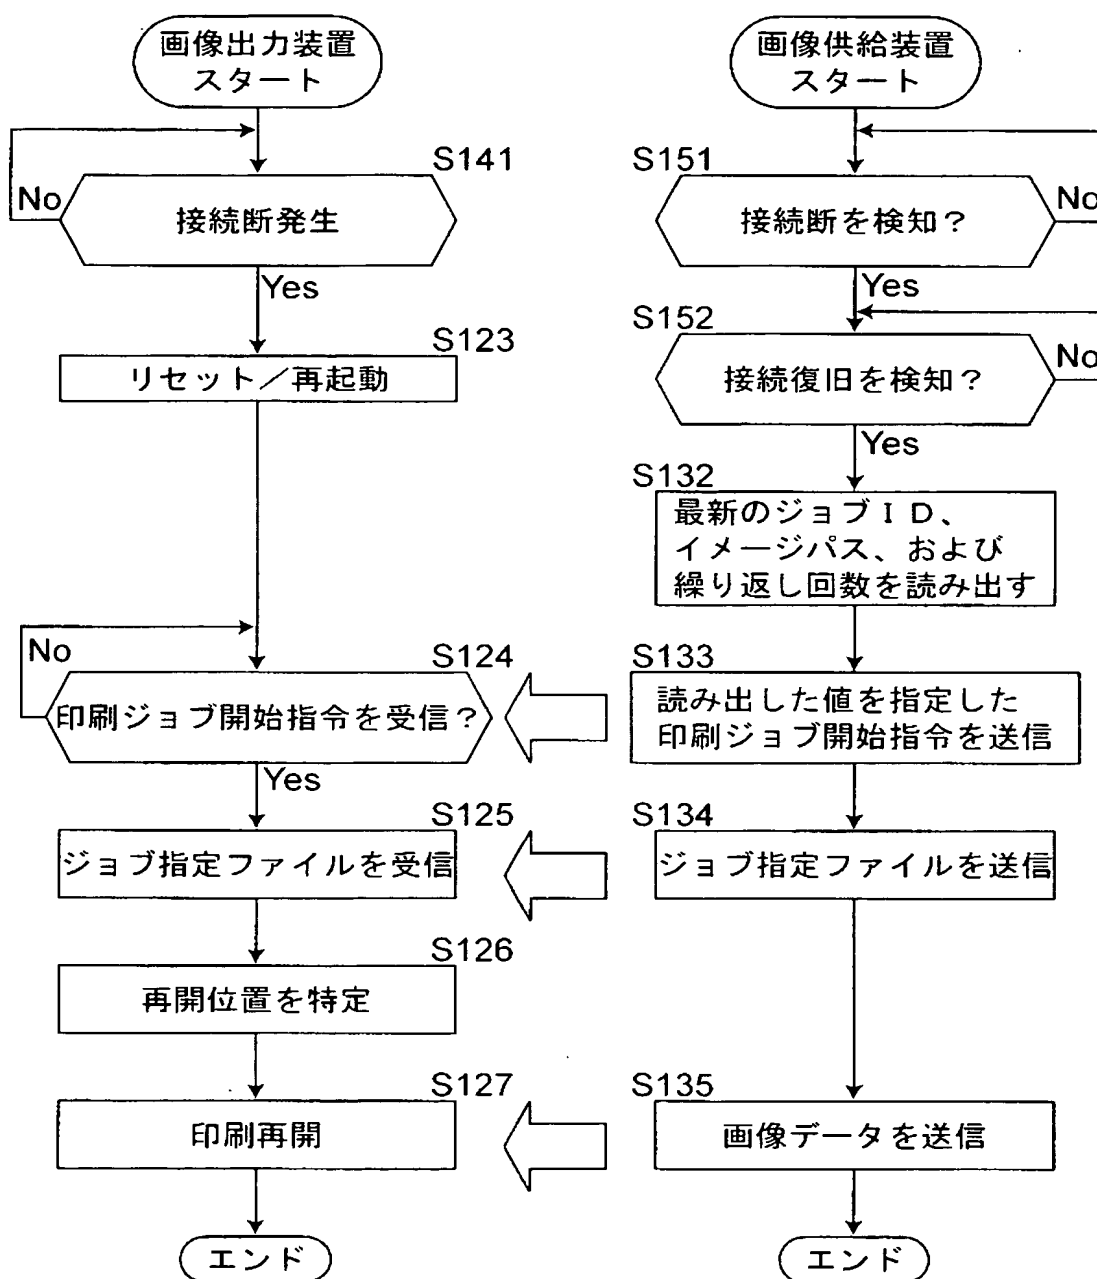 画像出力装置
スタート
S141
No
接続断発生
Yes
S123
リセット／再起動
No
S124
印刷ジョブ開始指令を受信？
Yes
S125
ジョブ指定ファイルを受信
S126
再開位置を特定
S127
印刷再開
エンド
画像供給装置
スタート
S151
接続断を検知？
No
Yes
S152
接続復旧を検知？
No
Yes
S132
最新のジョブＩＤ、
イメージパス、および
繰り返し回数を読み出す
S133
読み出した値を指定した
印刷ジョブ開始指令を送信
S134
ジョブ指定ファイルを送信
S135
画像データを送信
エンド